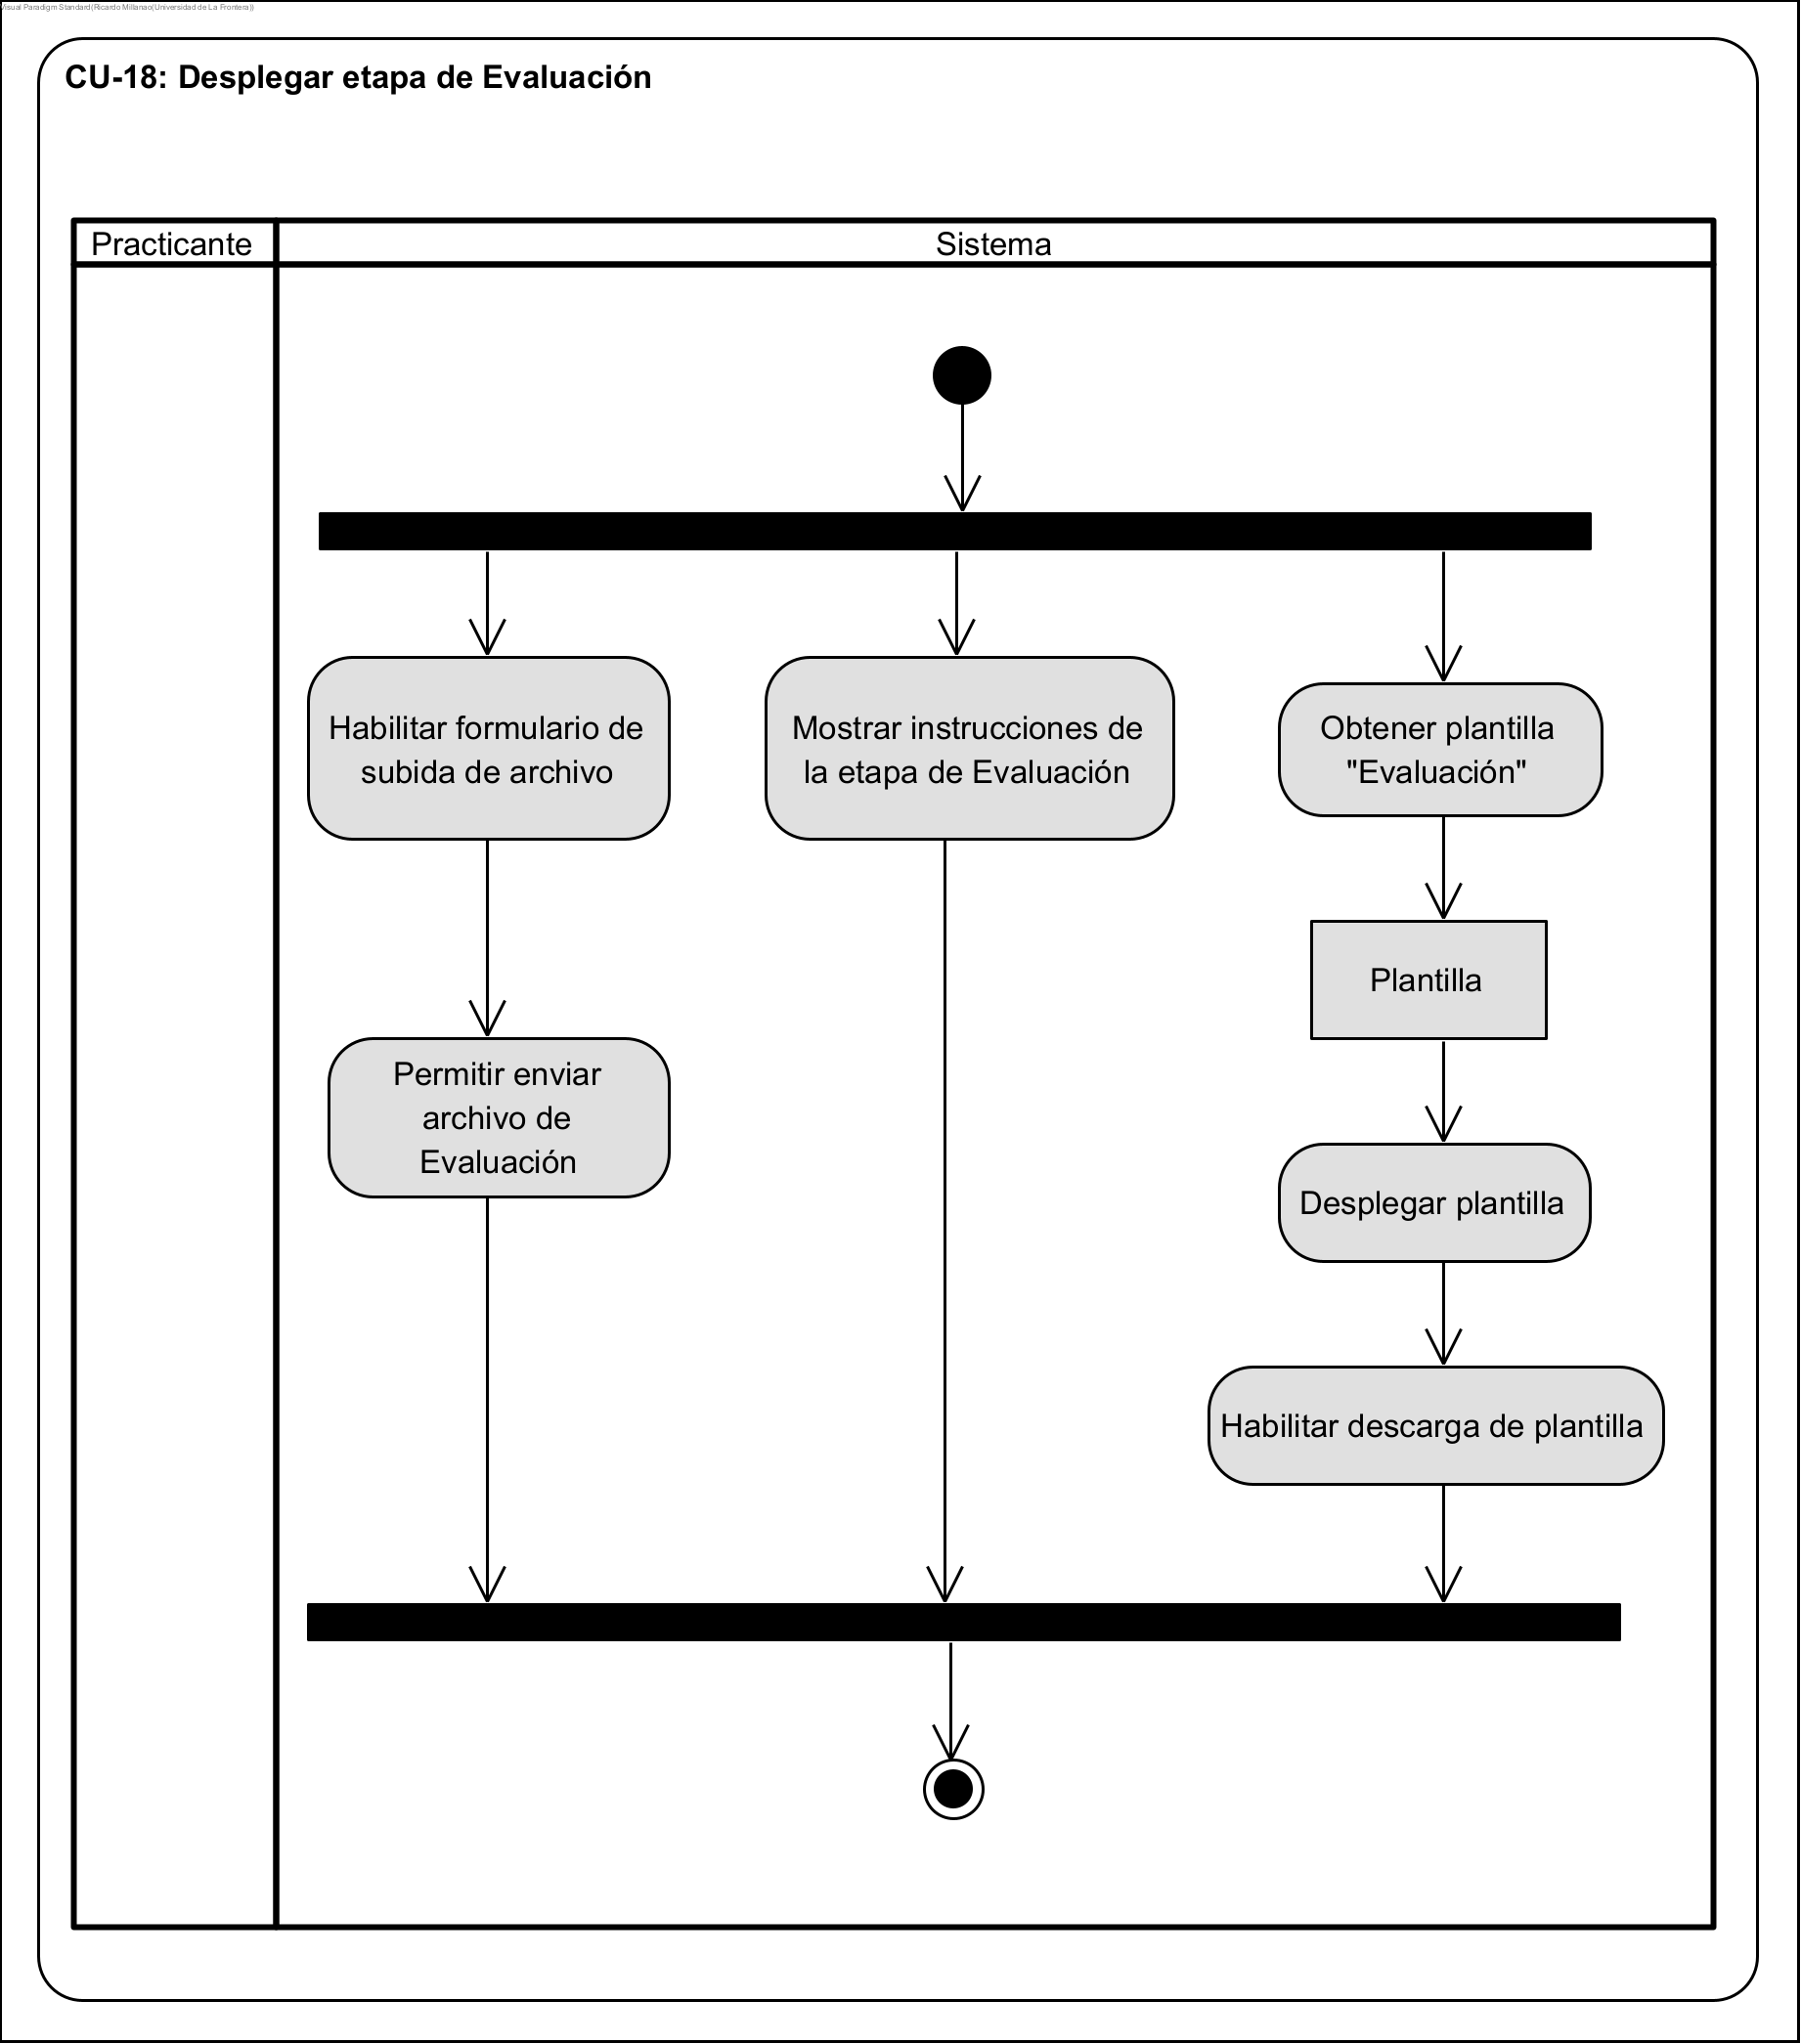 Visual Paradigm Standard(Ricardo Millanao(Universidad de La Frontera))
CU-18: Desplegar etapa de Evaluación
Practicante
Sistema
Habilitar formulario de
subida de archivo
Mostrar instrucciones de
la etapa de Evaluación
Obtener plantilla
"Evaluación"
Plantilla
Permitir enviar
archivo de
Evaluación
Desplegar plantilla
Habilitar descarga de plantilla